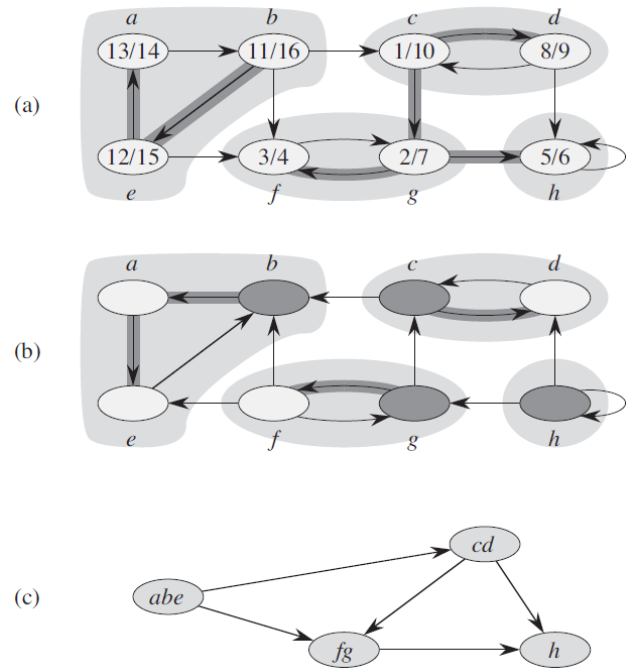 a b c d
(a) 13/14 11/16 1/10 8/9
12/15 3/4 2/7 5/6
e f g h
a b c d
(b)
e f g h
cd
(c) abe
fg h